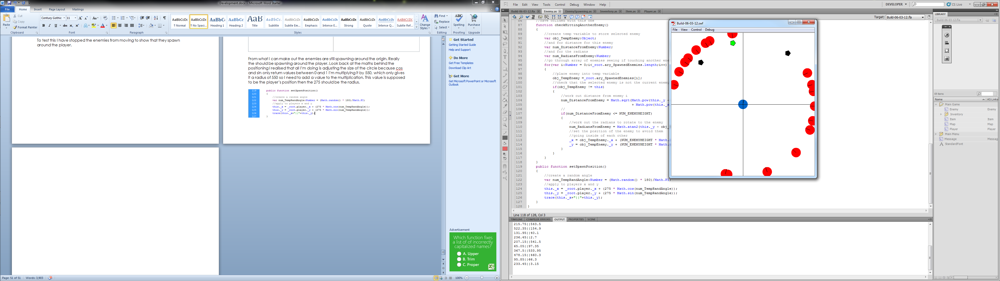 Development.docx - Microsoft Word Starter
File Home Insert Page Layout Mailings
Paste
Cut
Copy
Format Painter
Clipboard
Century Gothic 11
Font
Paragraph
AaBbCcDc AaBbCcDc AaBbC AaBbCc AaB AaBbCc. AaBbCcDc AaBbCcDc AaBbCcDc AaBbCcDc AaBbCcDc AaBbCcDc AABBCCDC
¶ Normal ¶ No Spaci... Heading 1 Heading 2 Title Subtitle Subtle Em... Emphasis Intense E... Strong Quote Intense Q... Subtle Ref...
Change Styles
Styles
Find
Replace
Select
Editing
Spelling
Proofing
Purchase
Upgrade
To test this I have stopped the enemies from moving to show that they spawn
around the player.
From what I can make out the enemies are still spawning around the origin. Really
the should be spawning around the player. Look back at the maths behind the
positioning I realised that all I'm doing is adjusting the size of the circle because cos
and sin only return values between 0 and 1 I'm multiplying it by 550, which only gives
it a radius of 550 so I need to add a value to the multiplication. This value is supposed
to be the player's position then the 275 should be the radius.
119 public function setSpawnPosition()
120 {
121 //create a random angle
122 var num_TempRandAngle:Number = (Math.random() * 180)/Math.PI;
123 //apply to players x and y
124 this._x = _root.player._x + (275 * Math.cos(num_TempRandAngle));
125 this._y = _root.player._y + (275 * Math.sin(num_TempRandAngle));
126 trace(this._x+"||"+this._y);
127 }
Get Started
Getting Started Guide
Help and Support
Do More
Get Free Templates
Download Clip Art
Get More
Get Microsoft PowerPoint or Microsoft
Outlook
Advertisement
Which function fixes
a list of of incorrectly
capitalized names?
A. Upper
B. Trim
C. Proper
Page: 51 of 51 Words: 3,903
100%
Fl File Edit View Tools Control Debug Window Help
DEVELOPER
CS Live
Build-06-03-12.fla Enemy.as EnemySpawning.as Inventory.as Item.as Player.as
Target: Build-06-03-12.fla
86 //have collided with this one
87 function checkHittingAnotherEnemy()
88 {
89 //create temp variable to store selected enemy
90 var obj_TempEnemy:Object;
91 //and for distance for this enemy
92 var num_DistanceFromEnemy:Number;
93 //and for the radians
94 var num_RadiansFromEnemy:Number;
95 //go through array of enemies seeing if touching another ene
96 for(var i:Number = 0;i<_root.ary_SpawnedEnemies.length;i++)
97 {
98 //place enemy into temp variable
99 obj_TempEnemy =_root.ary_SpawnedEnemies[i];
100 //check that the selected enemy is not the current enemy
101 if(obj_TempEnemy != this)
102 {
103 //work out distance from enemy i
104 num_DistanceFromEnemy = Math.sqrt(Math.pow(this._y -
105 + Math.pow(this._x
106 //
107 if(num_DistanceFromEnemy <= NUM_ENEMYHEIGHT)
108 {
109 //work out the radians to rotate to the enemy
110 num_RadiansFromEnemy = Math.atan2(this._y - obj_
111 //set the position of the enemy to avoid them
112 //going inside of each other
113 _x = obj_TempEnemy._x + (NUM_ENEMYHEIGHT * Math.
114 _y = obj_TempEnemy._y + (NUM_ENEMYHEIGHT * Math.
115 }
116 }
117 }
118 }
119 public function setSpawnPosition()
120 {
121 //create a random angle
122 var num_TempRandAngle:Number = (Math.random() * 180)/Math.PI;
123 //apply to players x and y
124 this._x = _root.player._x + (275 * Math.cos(num_TempRandAngle));
125 this._y = _root.player._y + (275 * Math.sin(num_TempRandAngle));
126 trace(this._x+"||"+this._y);
127 }
128 }
Line 118 of 128, Col 3
Build-06-03-12.swf
File View Control Debug
TIMELINE COMPILER ERRORS OUTPUT PROPERTIES SCENE
215.75||543.5
522.35||154.9
131.95||40.1
236.45||2.7
207.15||541.5
65.05||97.35
367.5||533.95
478.15||460.3
95.85||66.3
233.45||3.15
LIBRARY
Build-06-03-12.fla
69 items
Name AS Linka
Main Game
Enemy Enemy
Inventory
Item Item
Map Map
Player Player
Main Menu
Message Messag
StandardFont